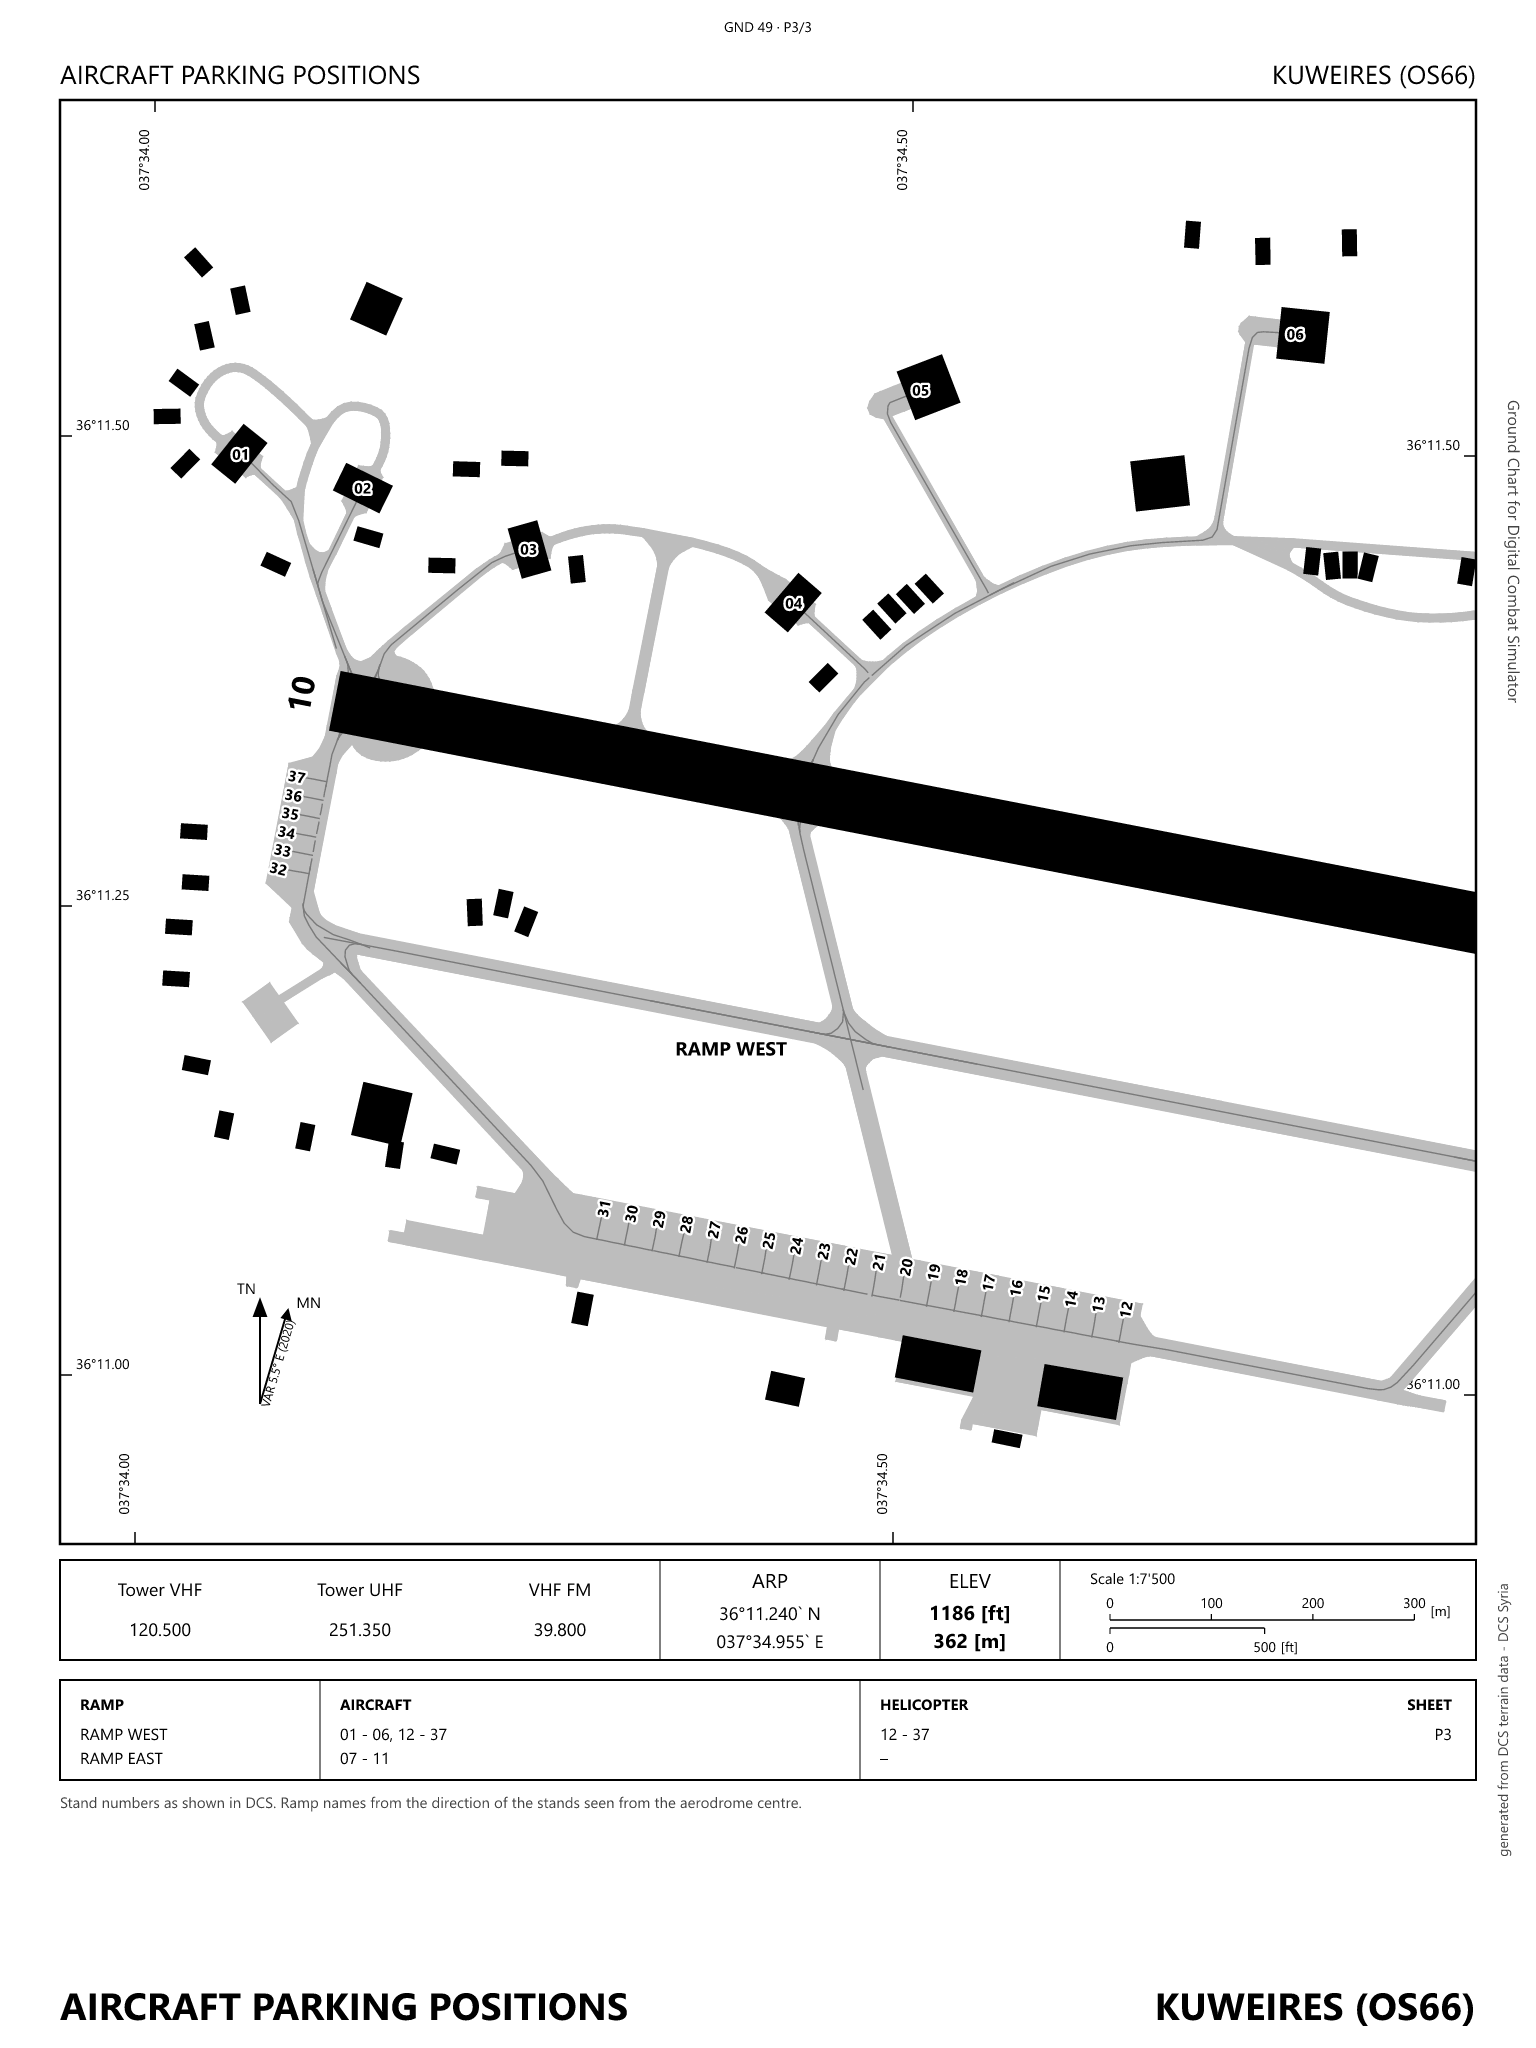 GND 49 · P3/3
AIRCRAFT PARKING POSITIONS
KUWEIRES (OS66)
037°34.00
037°34.50
06
05
36°11.50
36°11.50
01
02
03
04
10
37
36
35
34
33
32
36°11.25
RAMP WEST
31
30
29
28
27
26
25
24
23
22
21
20
19
18
17
16
15
14
13
12
TN
MN
VAR 5.5° E (2020)
36°11.00
36°11.00
037°34.00
037°34.50
Ground Chart for Digital Combat Simulator
Tower VHF
120.500
Tower UHF
251.350
VHF FM
39.800
ARP
36°11.240` N
037°34.955` E
ELEV
1186 [ft]
362 [m]
Scale 1:7'500
0 100 200 300 [m]
0 500 [ft]
RAMP AIRCRAFT HELICOPTER SHEET
RAMP WEST 01 - 06, 12 - 37 12 - 37 P3
RAMP EAST 07 - 11 –
generated from DCS terrain data - DCS Syria
Stand numbers as shown in DCS. Ramp names from the direction of the stands seen from the aerodrome centre.
AIRCRAFT PARKING POSITIONS
KUWEIRES (OS66)